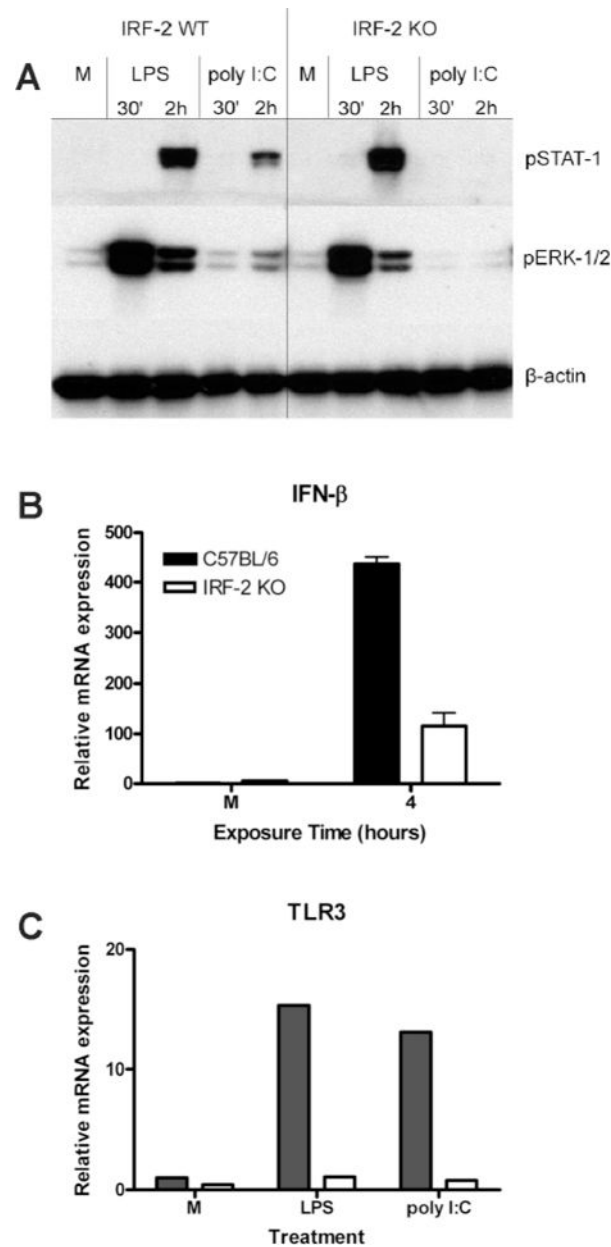 IRF-2 WT IRF-2 KO
A M LPS poly I:C M LPS poly I:C
30' 2h 30' 2h 30' 2h 30' 2h
pSTAT-1
pERK-1/2
β-actin
B IFN-β
500
400
300
200
100
0
Relative mRNA expression
C57BL/6
IRF-2 KO
M 4
Exposure Time (hours)
C TLR3
20
10
0
Relative mRNA expression
M LPS poly I:C
Treatment